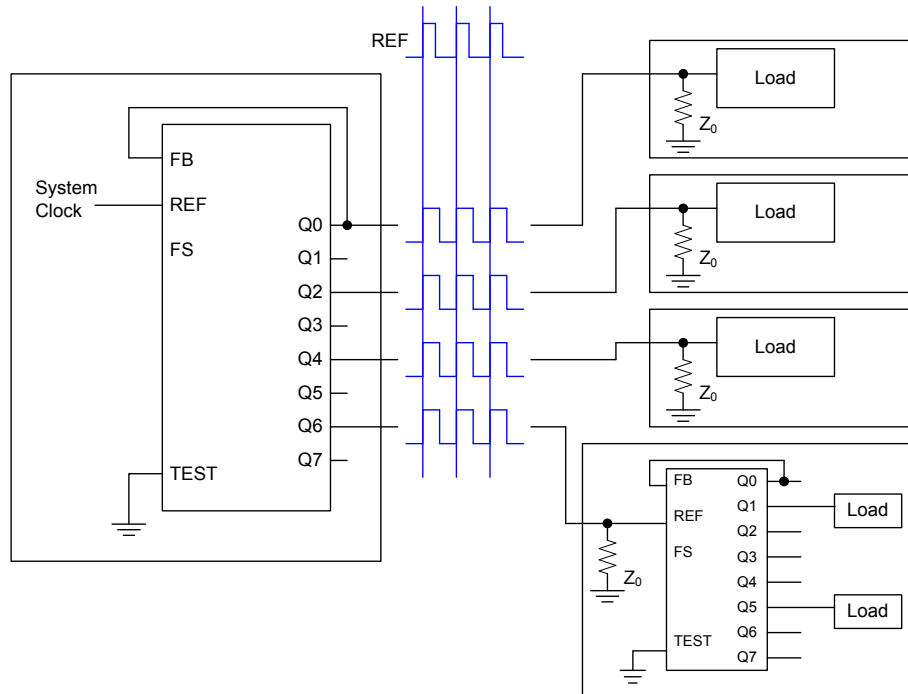 REF
System
Clock
FB
REF
FS
TEST
Q0
Q1
Q2
Q3
Q4
Q5
Q6
Q7
Load
Z₀
Load
Z₀
Load
Z₀
Z₀
FB
REF
FS
TEST
Q0
Q1
Q2
Q3
Q4
Q5
Q6
Q7
Load
Load